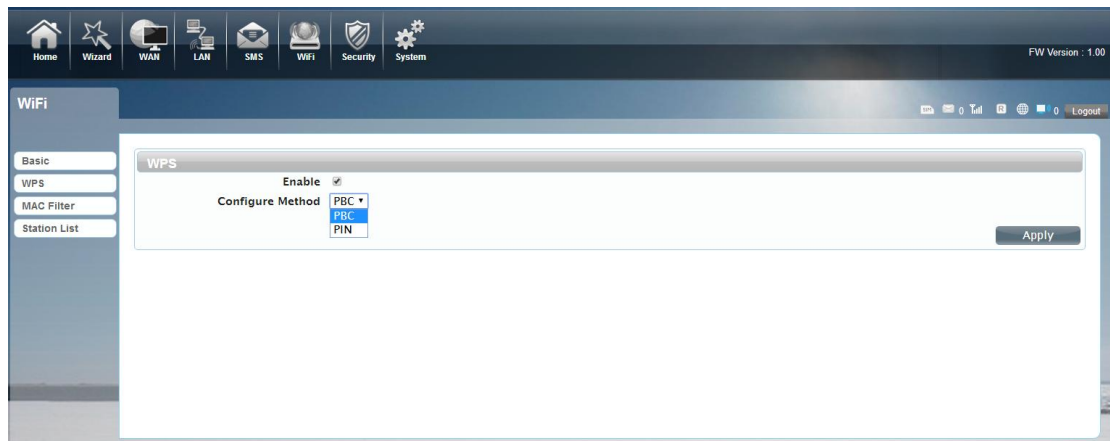 Home Wizard WAN LAN SMS WiFi Security System
FW Version : 1.00
WiFi
0 R 0 Logout
Basic
WPS
MAC Filter
Station List
WPS
Enable
Configure Method PBC
PBC
PIN
Apply